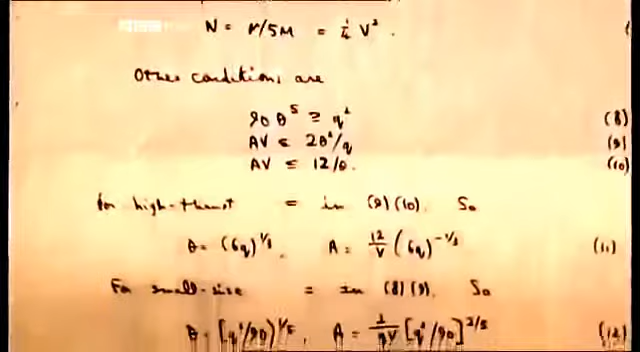 N = r/5M = ¼ V².
Other conditions are
90 θ⁵ ≥ q² (8)
AV ≤ 2θ²/q (9)
AV ≤ 12/θ. (10)
For high-thrust = in (9)(10). So
θ = (6q)^1/3, A = 12/V (6q)^-1/3 (11)
For small-size = in (8)(9). So
θ = [q²/90]^1/5, A = [q²/90]^2/5 (12)